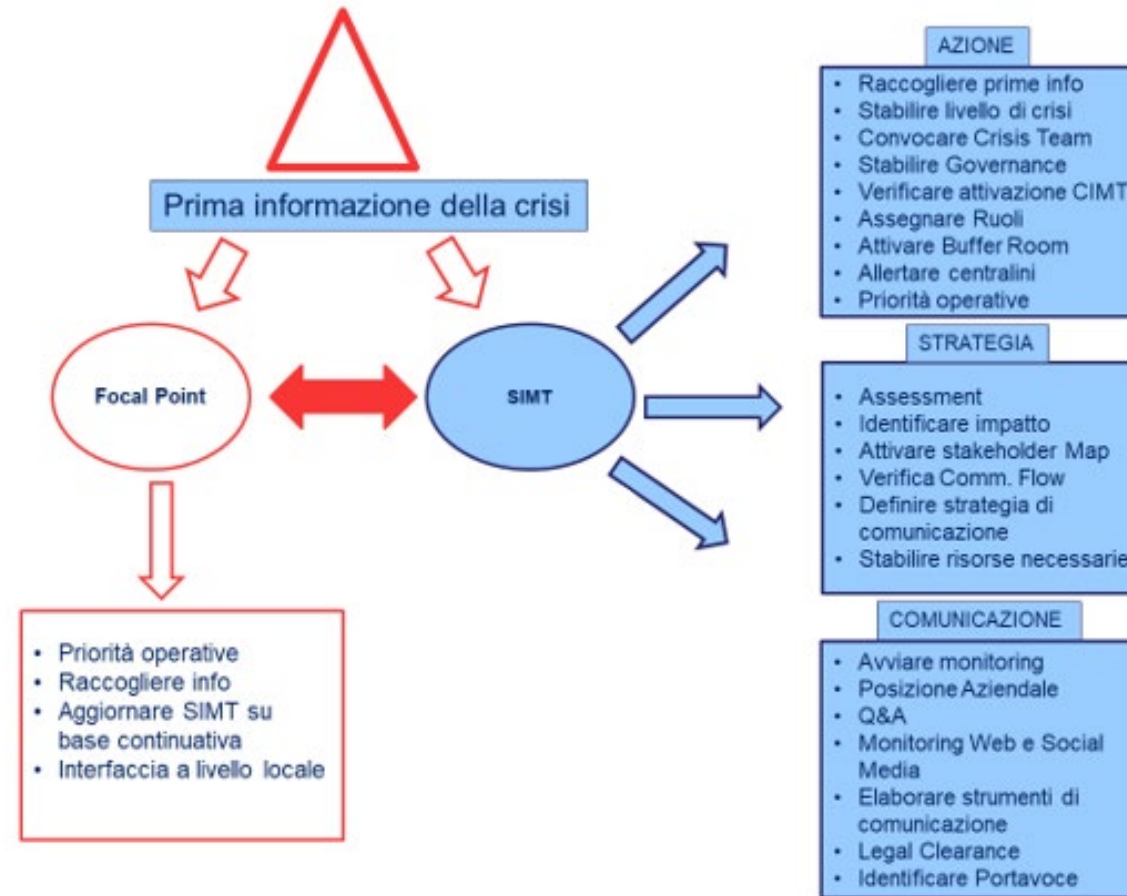 Prima informazione della crisi
Focal Point
SIMT
• Priorità operative
• Raccogliere info
• Aggiornare SIMT su
base continuativa
• Interfaccia a livello locale
AZIONE
• Raccogliere prime info
• Stabilire livello di crisi
• Convocare Crisis Team
• Stabilire Governance
• Verificare attivazione CIMT
• Assegnare Ruoli
• Attivare Buffer Room
• Allertare centralini
• Priorità operative
STRATEGIA
• Assessment
• Identificare impatto
• Attivare stakeholder Map
• Verifica Comm. Flow
• Definire strategia di
comunicazione
• Stabilire risorse necessarie
COMUNICAZIONE
• Avviare monitoring
• Posizione Aziendale
• Q&A
• Monitoring Web e Social
Media
• Elaborare strumenti di
comunicazione
• Legal Clearance
• Identificare Portavoce